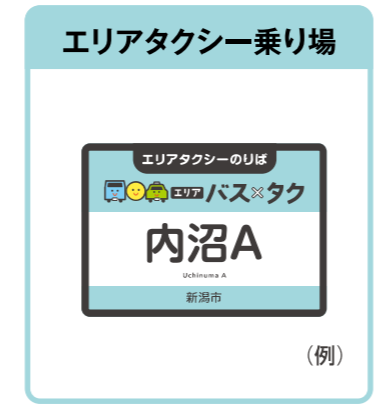 エリアタクシー乗り場
エリアタクシーのりば
エリア バス×タク
内沼A
Uchinuma A
新潟市
（例）